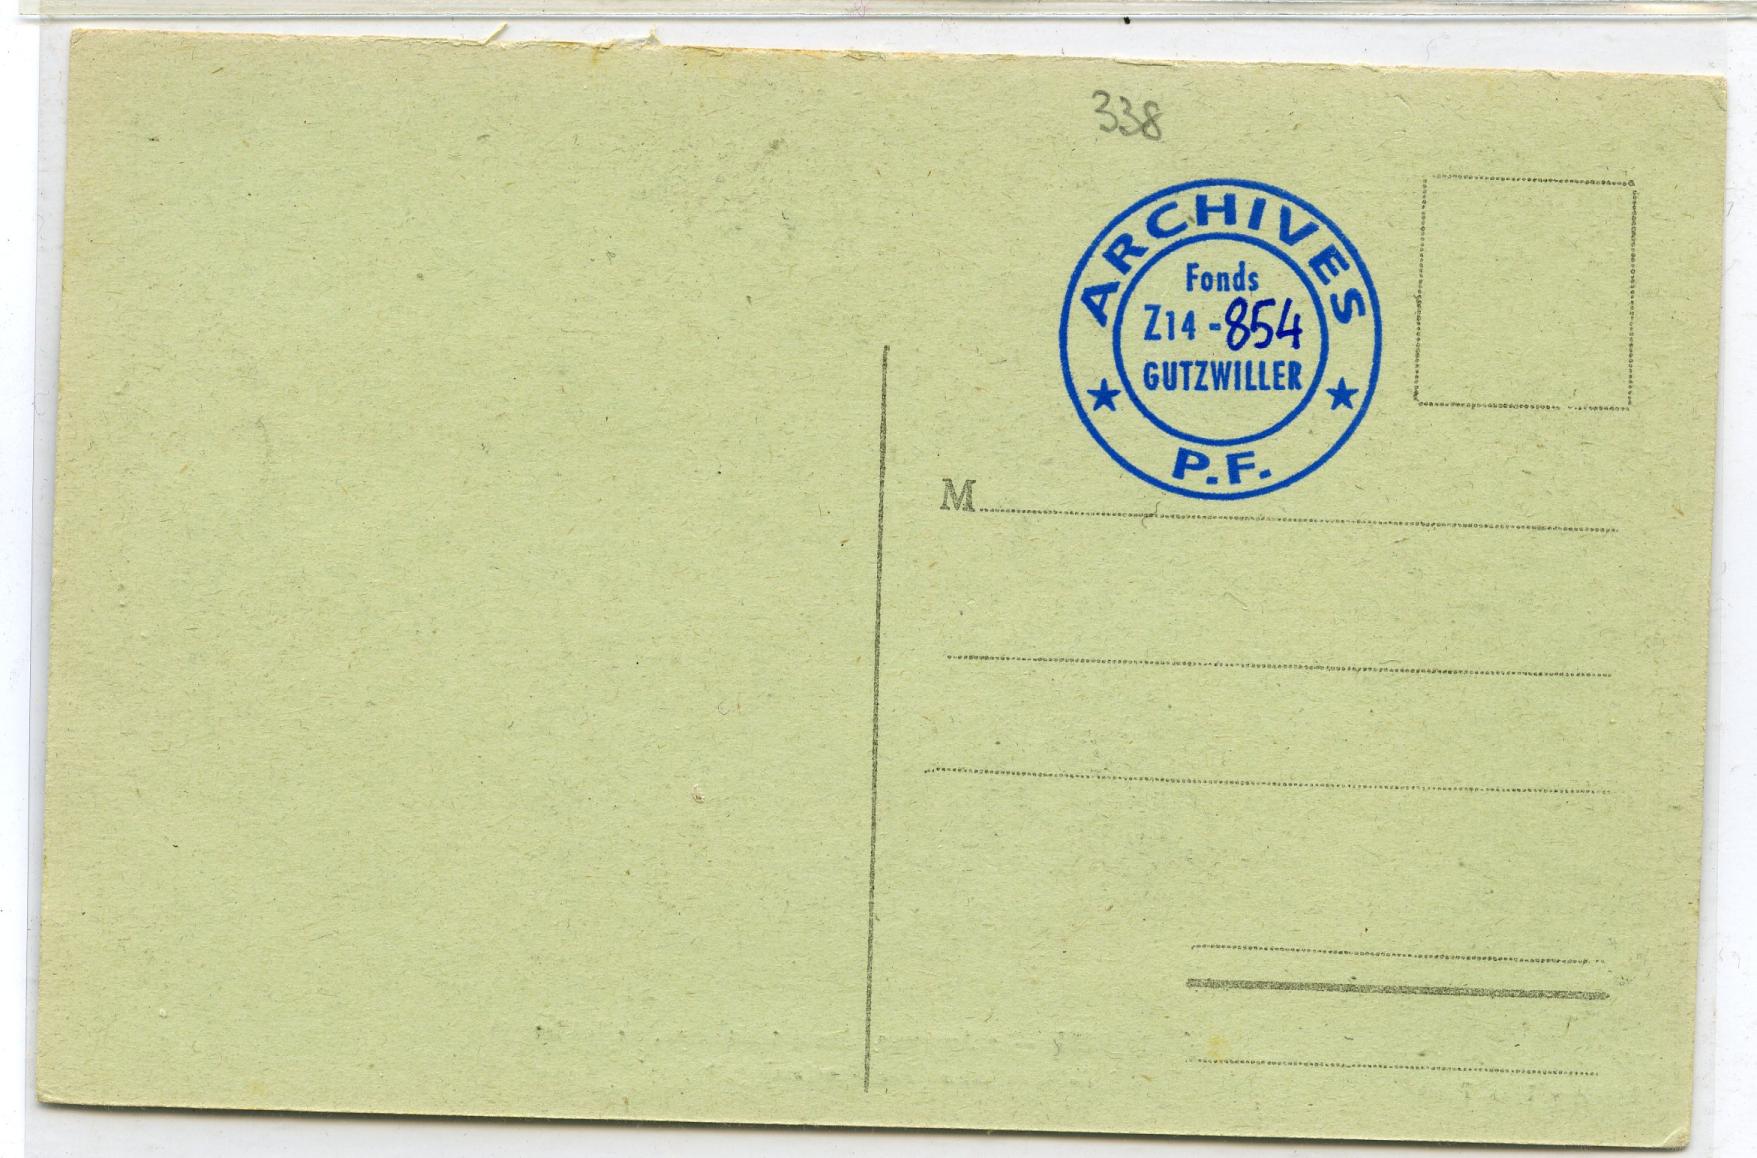 338
ARCHIVES
Fonds
Z14 - 854
GUTZWILLER
P.F.
M